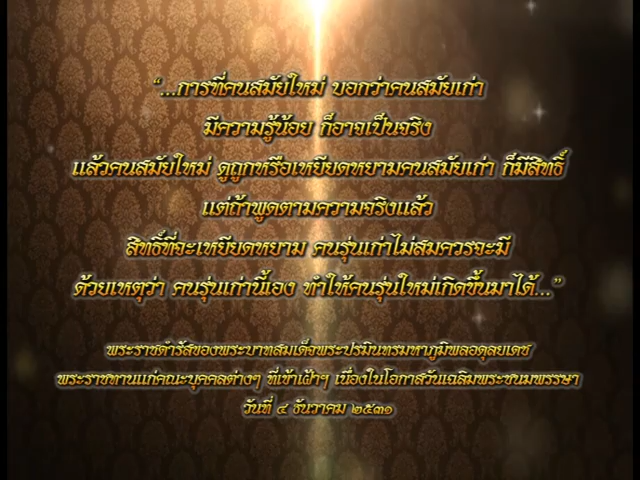 “...การที่คนสมัยใหม่ บอกว่าคนสมัยเก่า
มีความรู้น้อย ก็อาจเป็นจริง
แล้วคนสมัยใหม่ ดูถูกหรือเหยียดหยามคนสมัยเก่า ก็มีสิทธิ์
แต่ถ้าพูดตามความจริงแล้ว
สิทธิ์ที่จะเหยียดหยาม คนรุ่นเก่าไม่สมควรจะมี
ด้วยเหตุว่า คนรุ่นเก่านี้เอง ทำให้คนรุ่นใหม่เกิดขึ้นมาได้...”
พระราชดำรัสของพระบาทสมเด็จพระปรมินทรมหาภูมิพลอดุลยเดช
พระราชทานแก่คณะบุคคลต่างๆ ที่เข้าเฝ้าฯ เนื่องในโอกาสวันเฉลิมพระชนมพรรษา
วันที่ ๔ ธันวาคม ๒๕๓๑